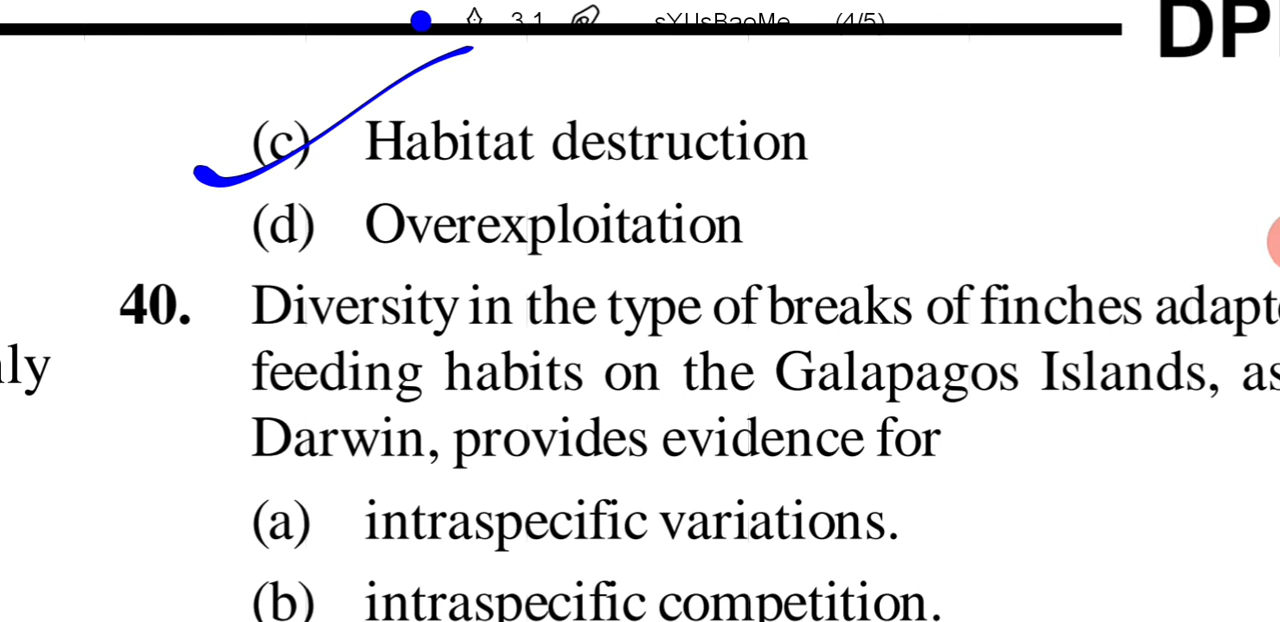 DP
(c) Habitat destruction
(d) Overexploitation
40. Diversity in the type of breaks of finches adapt
feeding habits on the Galapagos Islands, as
Darwin, provides evidence for
(a) intraspecific variations.
(b) intraspecific competition.